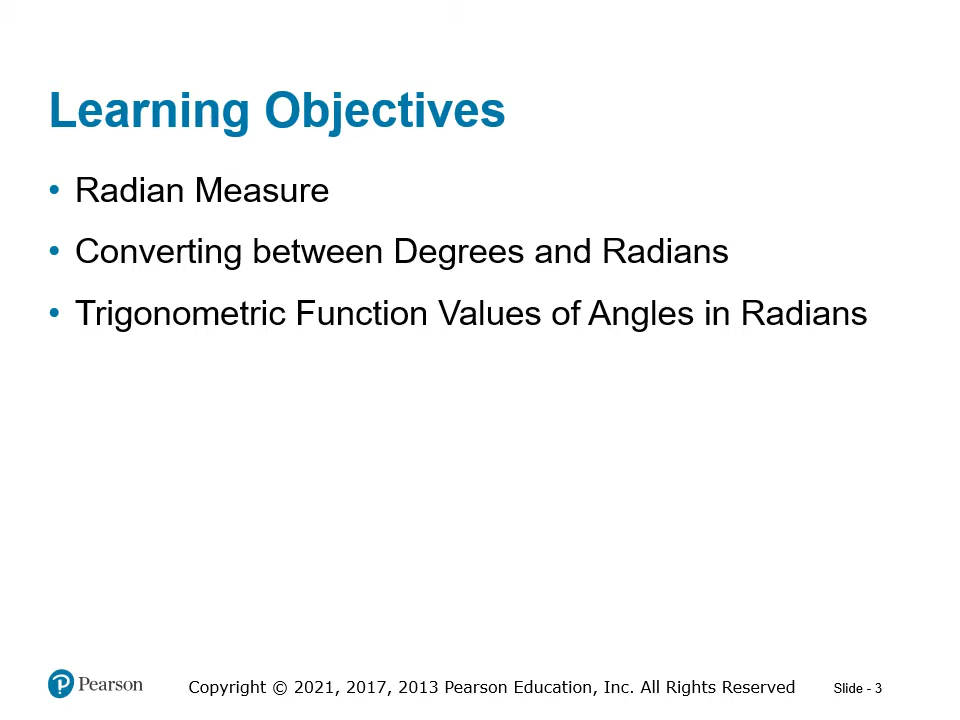 Learning Objectives
• Radian Measure
• Converting between Degrees and Radians
• Trigonometric Function Values of Angles in Radians
Pearson
Copyright © 2021, 2017, 2013 Pearson Education, Inc. All Rights Reserved
Slide - 3